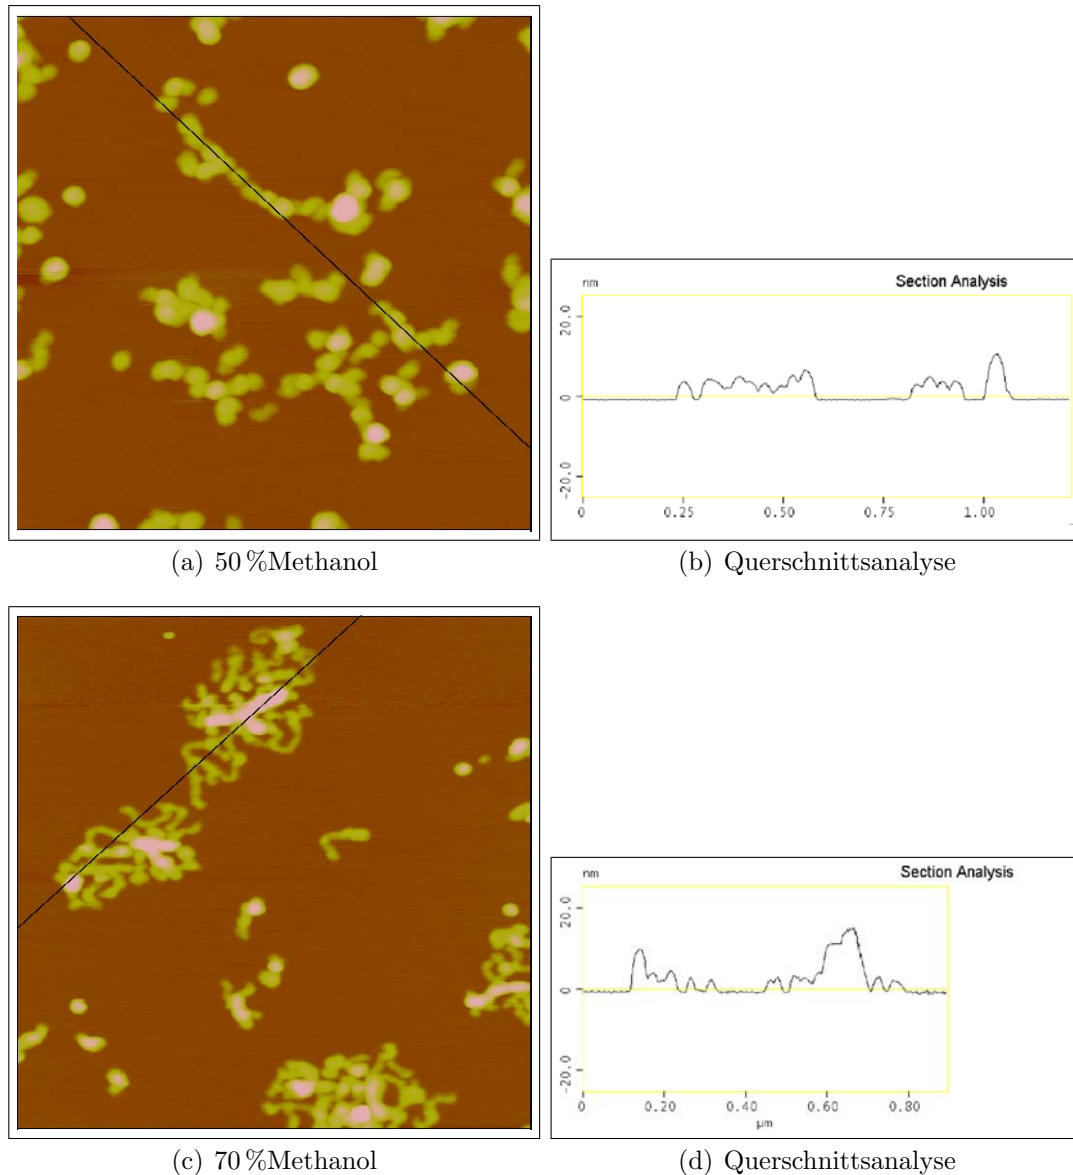 nm
Section Analysis
20.0
0
-20.0
0
0.25
0.50
0.75
1.00
(a) 50 %Methanol
(b) Querschnittsanalyse
nm
Section Analysis
20.0
0
-20.0
0
0.20
0.40
0.60
0.80
µm
(c) 70 %Methanol
(d) Querschnittsanalyse